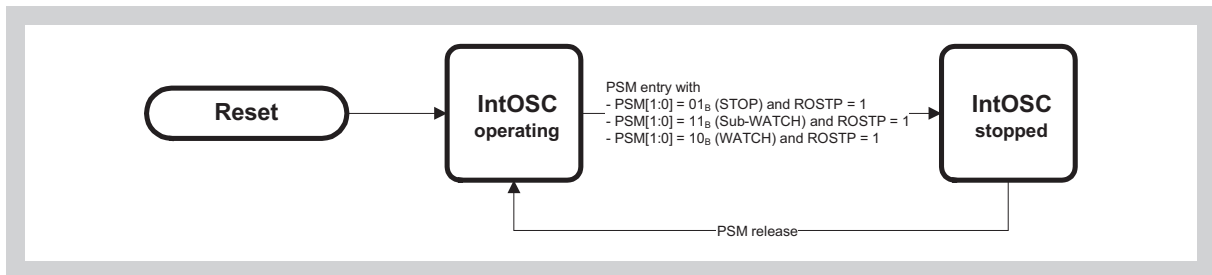 Reset
IntOSC
operating
PSM entry with
- PSM[1:0] = 01B (STOP) and ROSTP = 1
- PSM[1:0] = 11B (Sub-WATCH) and ROSTP = 1
- PSM[1:0] = 10B (WATCH) and ROSTP = 1
IntOSC
stopped
PSM release